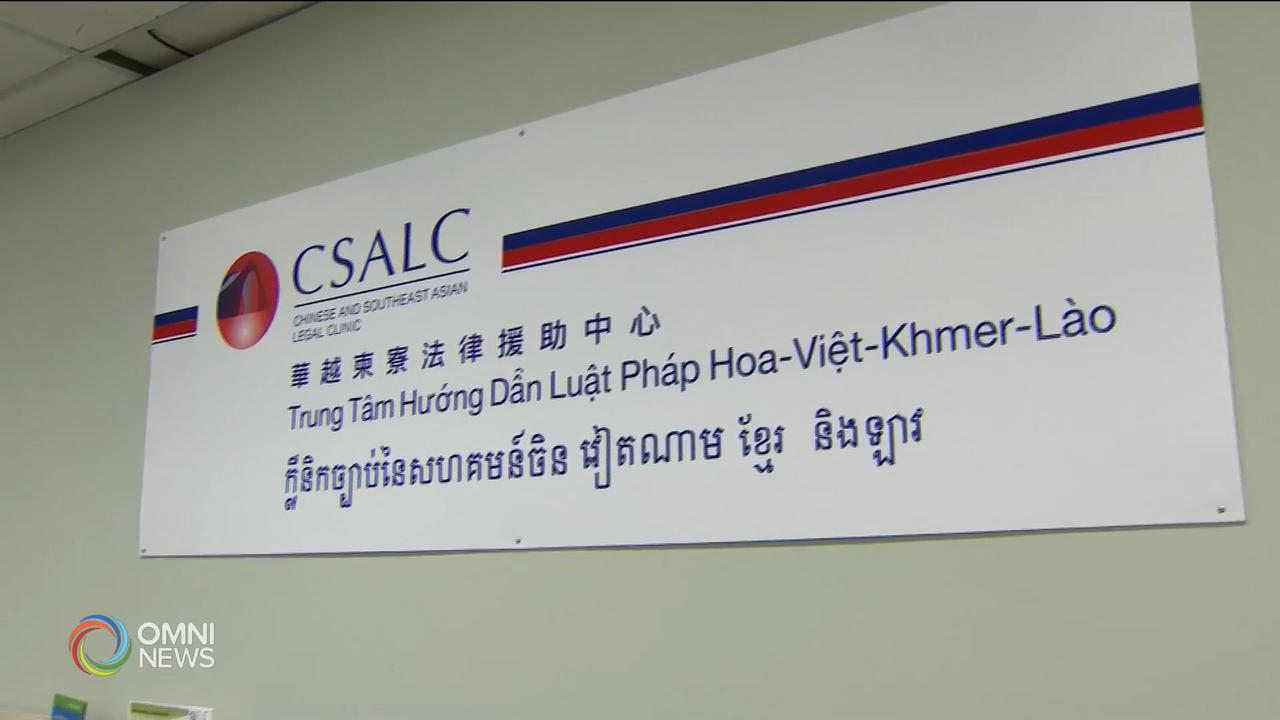 CSALC
CHINESE AND SOUTHEAST ASIAN
LEGAL CLINIC
華越柬寮法律援助中心
Trung Tâm Hướng Dẫn Luật Pháp Hoa-Việt-Khmer-Lào
ក្លីនិកច្បាប់នៃសហគមន៍ចិន វៀតណាម ខ្មែរ និងឡាវ
OMNI
NEWS